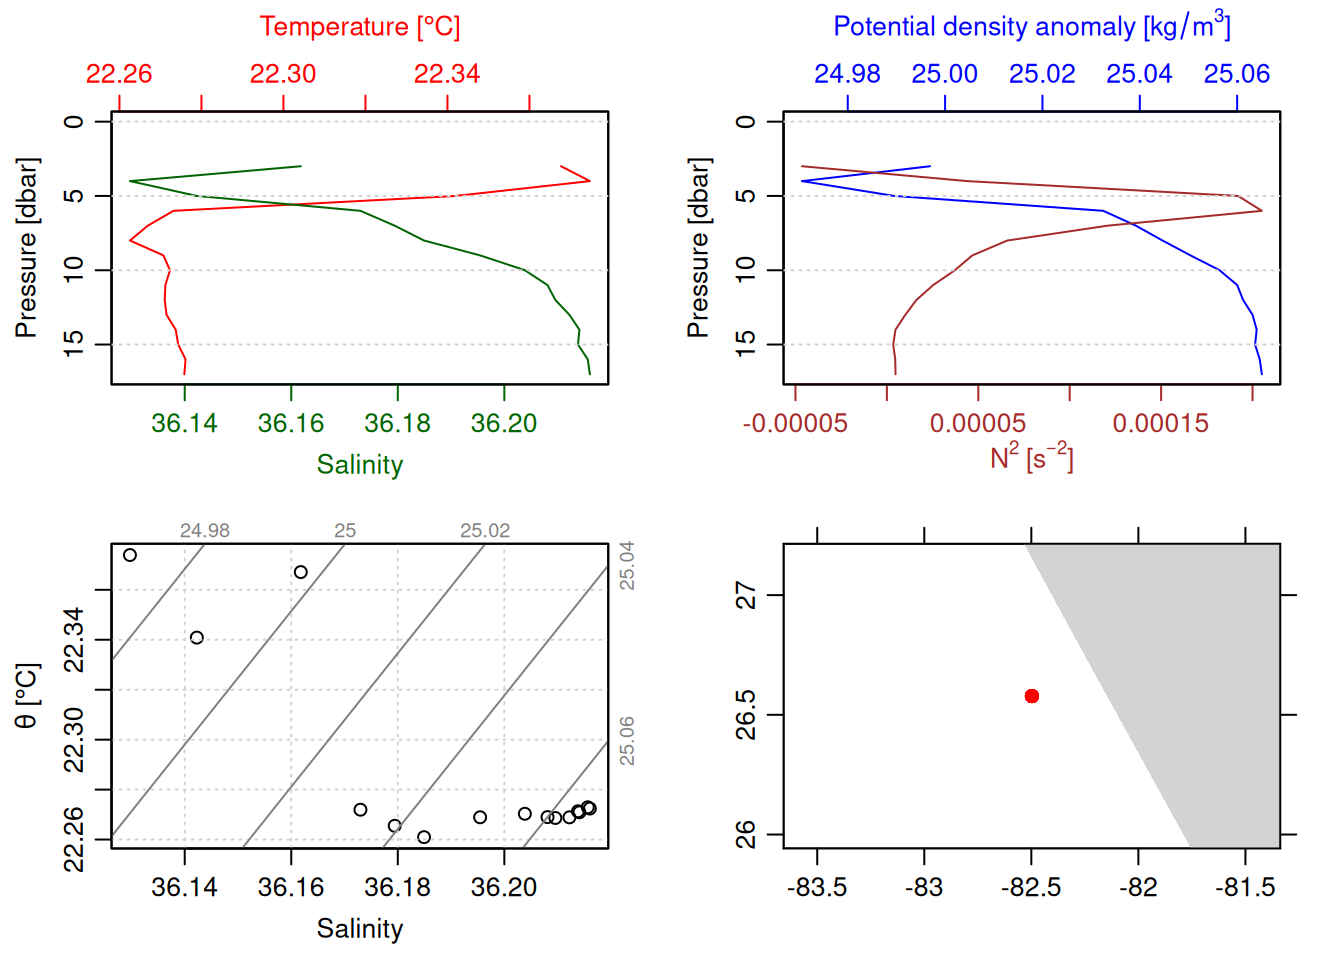 Temperature [°C]
22.26 22.30 22.34
Pressure [dbar]
0
5
10
15
36.14 36.16 36.18 36.20
Salinity
Potential density anomaly [kg/m³]
24.98 25.00 25.02 25.04 25.06
Pressure [dbar]
0
5
10
15
-0.00005 0.00005 0.00015
N² [s⁻²]
24.98 25 25.02
25.04
25.06
θ [°C]
22.34
22.30
22.26
36.14 36.16 36.18 36.20
Salinity
27
26.5
26
-83.5 -83 -82.5 -82 -81.5